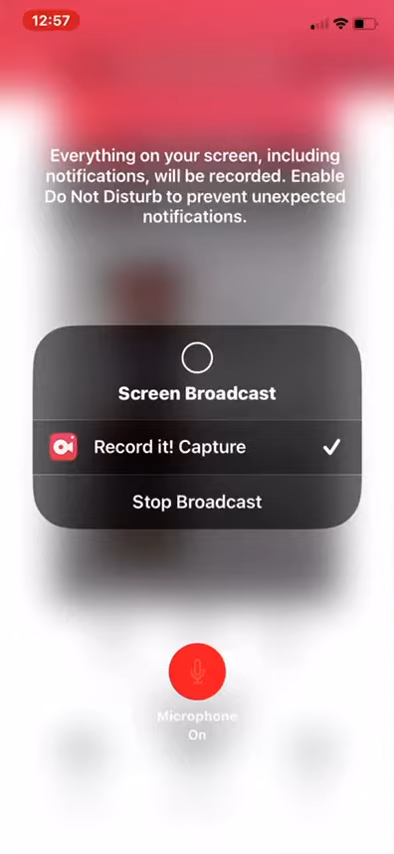 12:57
Everything on your screen, including
notifications, will be recorded. Enable
Do Not Disturb to prevent unexpected
notifications.
Screen Broadcast
Record it! Capture
Stop Broadcast
Microphone
On